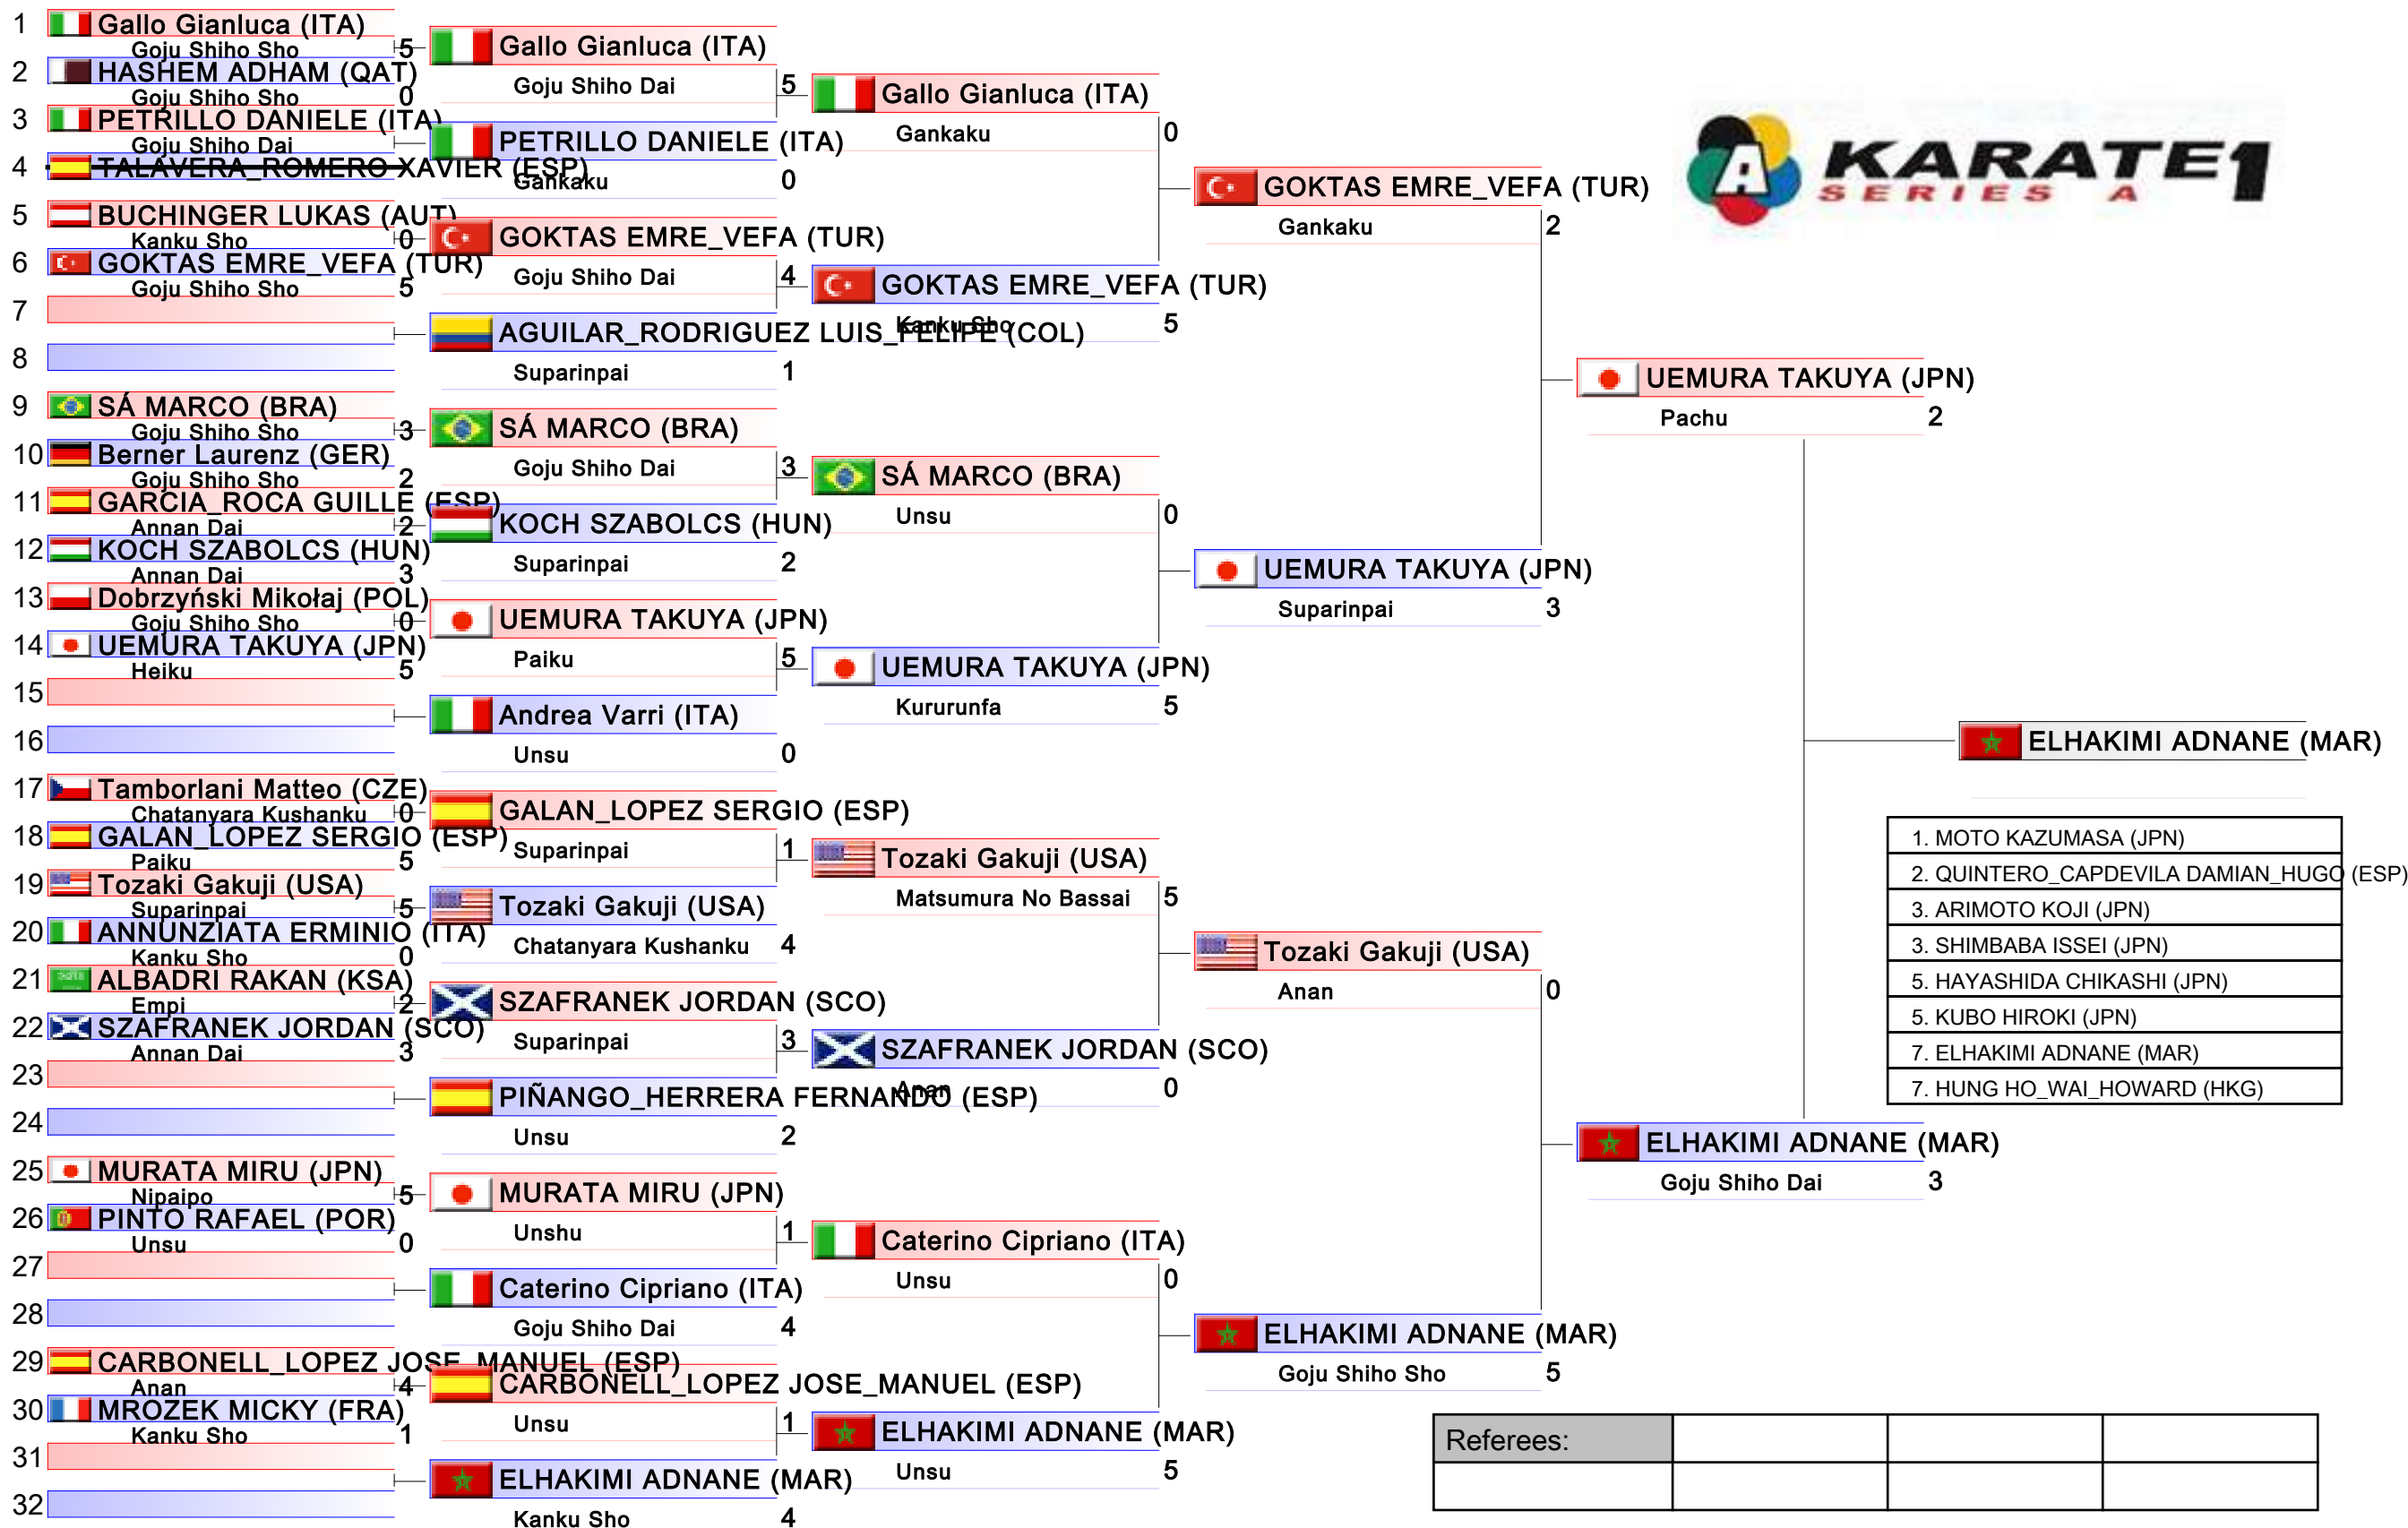 1 Gallo Gianluca (ITA)
Goju Shiho Sho 5
2 HASHEM ADHAM (QAT)
Goju Shiho Sho 0
3 PETRILLO DANIELE (ITA)
Goju Shiho Dai
4 TALAVERA_ROMERO XAVIER (ESP)
5 BUCHINGER LUKAS (AUT)
Kanku Sho 0
6 GOKTAS EMRE_VEFA (TUR)
Goju Shiho Sho 5
7
8
9 SÁ MARCO (BRA)
Goju Shiho Sho 3
10 Berner Laurenz (GER)
Goju Shiho Sho 2
11 GARCIA_ROCA GUILLE (ESP)
Annan Dai 2
12 KOCH SZABOLCS (HUN)
Annan Dai 3
13 Dobrzyński Mikołaj (POL)
Goju Shiho Sho 0
14 UEMURA TAKUYA (JPN)
Heiku 5
15
16
17 Tamborlani Matteo (CZE)
Chatanyara Kushanku 0
18 GALAN_LOPEZ SERGIO (ESP)
Paiku 5
19 Tozaki Gakuji (USA)
Suparinpai 5
20 ANNUNZIATA ERMINIO (ITA)
Kanku Sho 0
21 ALBADRI RAKAN (KSA)
Empi 2
22 SZAFRANEK JORDAN (SCO)
Annan Dai 3
23
24
25 MURATA MIRU (JPN)
Nipaipo 5
26 PINTO RAFAEL (POR)
Unsu 0
27
28
29 CARBONELL_LOPEZ JOSE_MANUEL (ESP)
Anan 4
30 MROZEK MICKY (FRA)
Kanku Sho 1
31
32
Gallo Gianluca (ITA)
Goju Shiho Dai 5
PETRILLO DANIELE (ITA)
Gankaku 0
GOKTAS EMRE_VEFA (TUR)
Goju Shiho Dai 4
AGUILAR_RODRIGUEZ LUIS_FELIPE (COL)
Suparinpai 1
SÁ MARCO (BRA)
Goju Shiho Dai 3
KOCH SZABOLCS (HUN)
Suparinpai 2
UEMURA TAKUYA (JPN)
Paiku 5
Andrea Varri (ITA)
Unsu 0
GALAN_LOPEZ SERGIO (ESP)
Suparinpai 1
Tozaki Gakuji (USA)
Chatanyara Kushanku 4
SZAFRANEK JORDAN (SCO)
Suparinpai 3
PIÑANGO_HERRERA FERNANDO (ESP)
Unsu 2
MURATA MIRU (JPN)
Unshu 1
Caterino Cipriano (ITA)
Goju Shiho Dai 4
CARBONELL_LOPEZ JOSE_MANUEL (ESP)
Unsu 1
ELHAKIMI ADNANE (MAR)
Kanku Sho 4
Gallo Gianluca (ITA)
Gankaku 0
GOKTAS EMRE_VEFA (TUR)
Kanku Sho 5
SÁ MARCO (BRA)
Unsu 0
UEMURA TAKUYA (JPN)
Kururunfa 5
Tozaki Gakuji (USA)
Matsumura No Bassai 5
SZAFRANEK JORDAN (SCO)
Anan 0
Caterino Cipriano (ITA)
Unsu 0
ELHAKIMI ADNANE (MAR)
Unsu 5
GOKTAS EMRE_VEFA (TUR)
Gankaku 2
UEMURA TAKUYA (JPN)
Suparinpai 3
Tozaki Gakuji (USA)
Anan 0
ELHAKIMI ADNANE (MAR)
Goju Shiho Sho 5
UEMURA TAKUYA (JPN)
Pachu 2
ELHAKIMI ADNANE (MAR)
Goju Shiho Dai 3
A KARATE1
SERIES A
ELHAKIMI ADNANE (MAR)
1. MOTO KAZUMASA (JPN)
2. QUINTERO_CAPDEVILA DAMIAN_HUGO (ESP)
3. ARIMOTO KOJI (JPN)
3. SHIMBABA ISSEI (JPN)
5. HAYASHIDA CHIKASHI (JPN)
5. KUBO HIROKI (JPN)
7. ELHAKIMI ADNANE (MAR)
7. HUNG HO_WAI_HOWARD (HKG)
Referees: